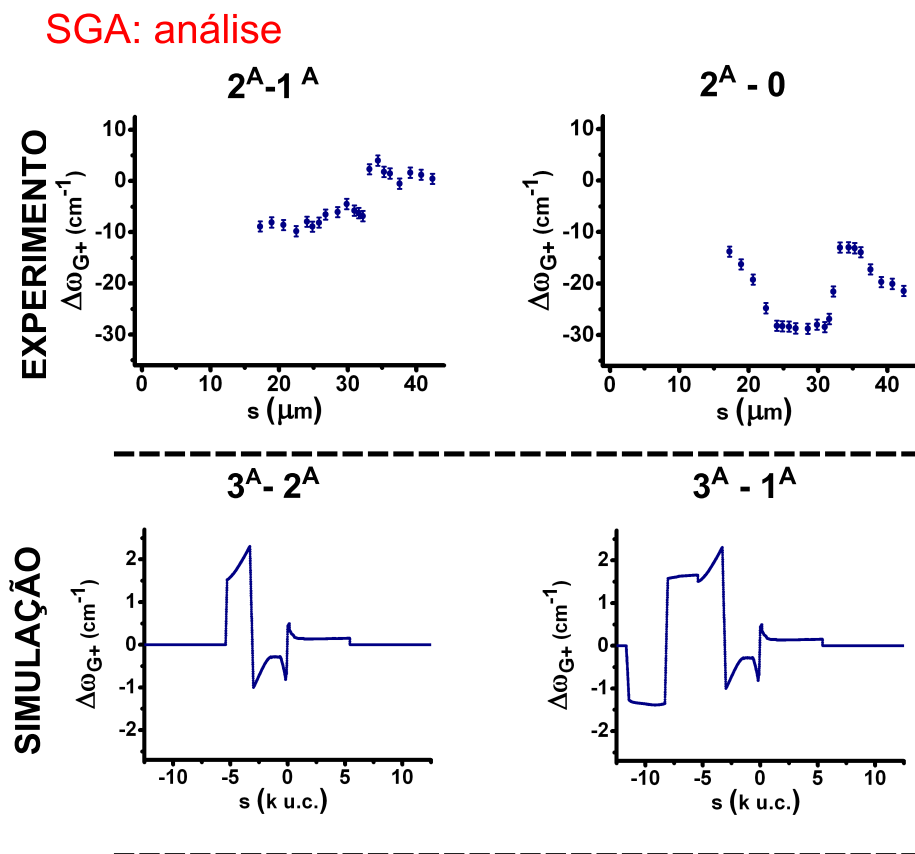 SGA: análise
2^A-1 ^A
2^A - 0
EXPERIMENTO
Δω_G+ (cm^-1)
10
0
-10
-20
-30
0 10 20 30 40
s (μm)
Δω_G+ (cm^-1)
10
0
-10
-20
-30
0 10 20 30 40
s (μm)
3^A- 2^A
3^A - 1^A
SIMULAÇÃO
Δω_G+ (cm^-1)
2
1
0
-1
-2
-10 -5 0 5 10
s (k u.c.)
Δω_G+ (cm^-1)
2
1
0
-1
-2
-10 -5 0 5 10
s (k u.c.)